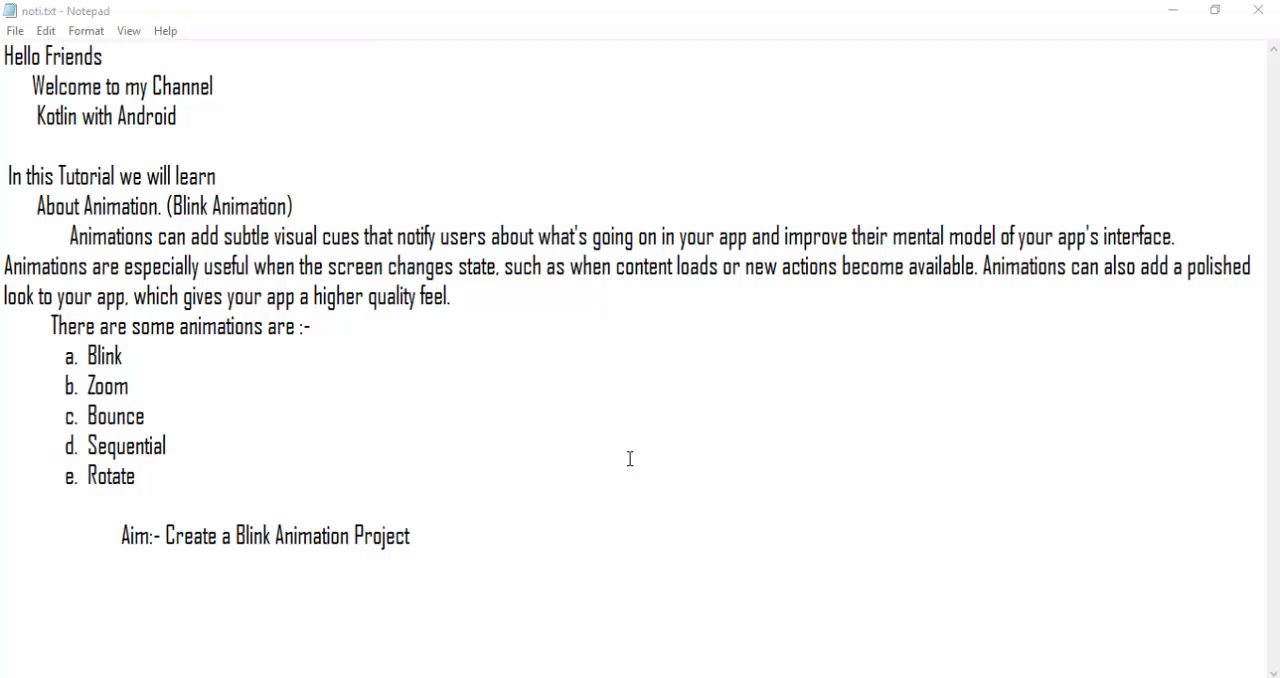 noti.txt - Notepad
File Edit Format View Help
Hello Friends
Welcome to my Channel
Kotlin with Android
In this Tutorial we will learn
About Animation. (Blink Animation)
Animations can add subtle visual cues that notify users about what's going on in your app and improve their mental model of your app's interface.
Animations are especially useful when the screen changes state, such as when content loads or new actions become available. Animations can also add a polished
look to your app, which gives your app a higher quality feel.
There are some animations are :-
a. Blink
b. Zoom
c. Bounce
d. Sequential
e. Rotate
Aim:- Create a Blink Animation Project